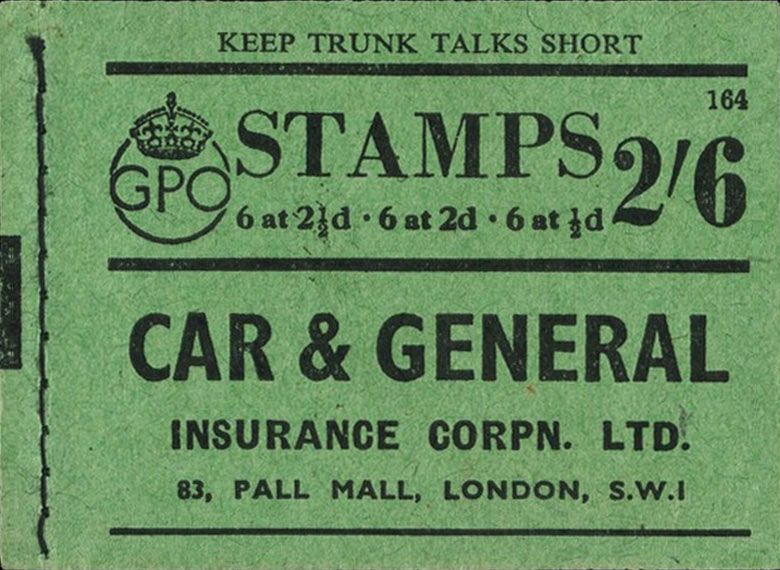 KEEP TRUNK TALKS SHORT
164
GPO
STAMPS 2/6
6 at 2½d · 6 at 2d · 6 at ½d
CAR & GENERAL
INSURANCE CORPN. LTD.
83, PALL MALL, LONDON, S.W.1